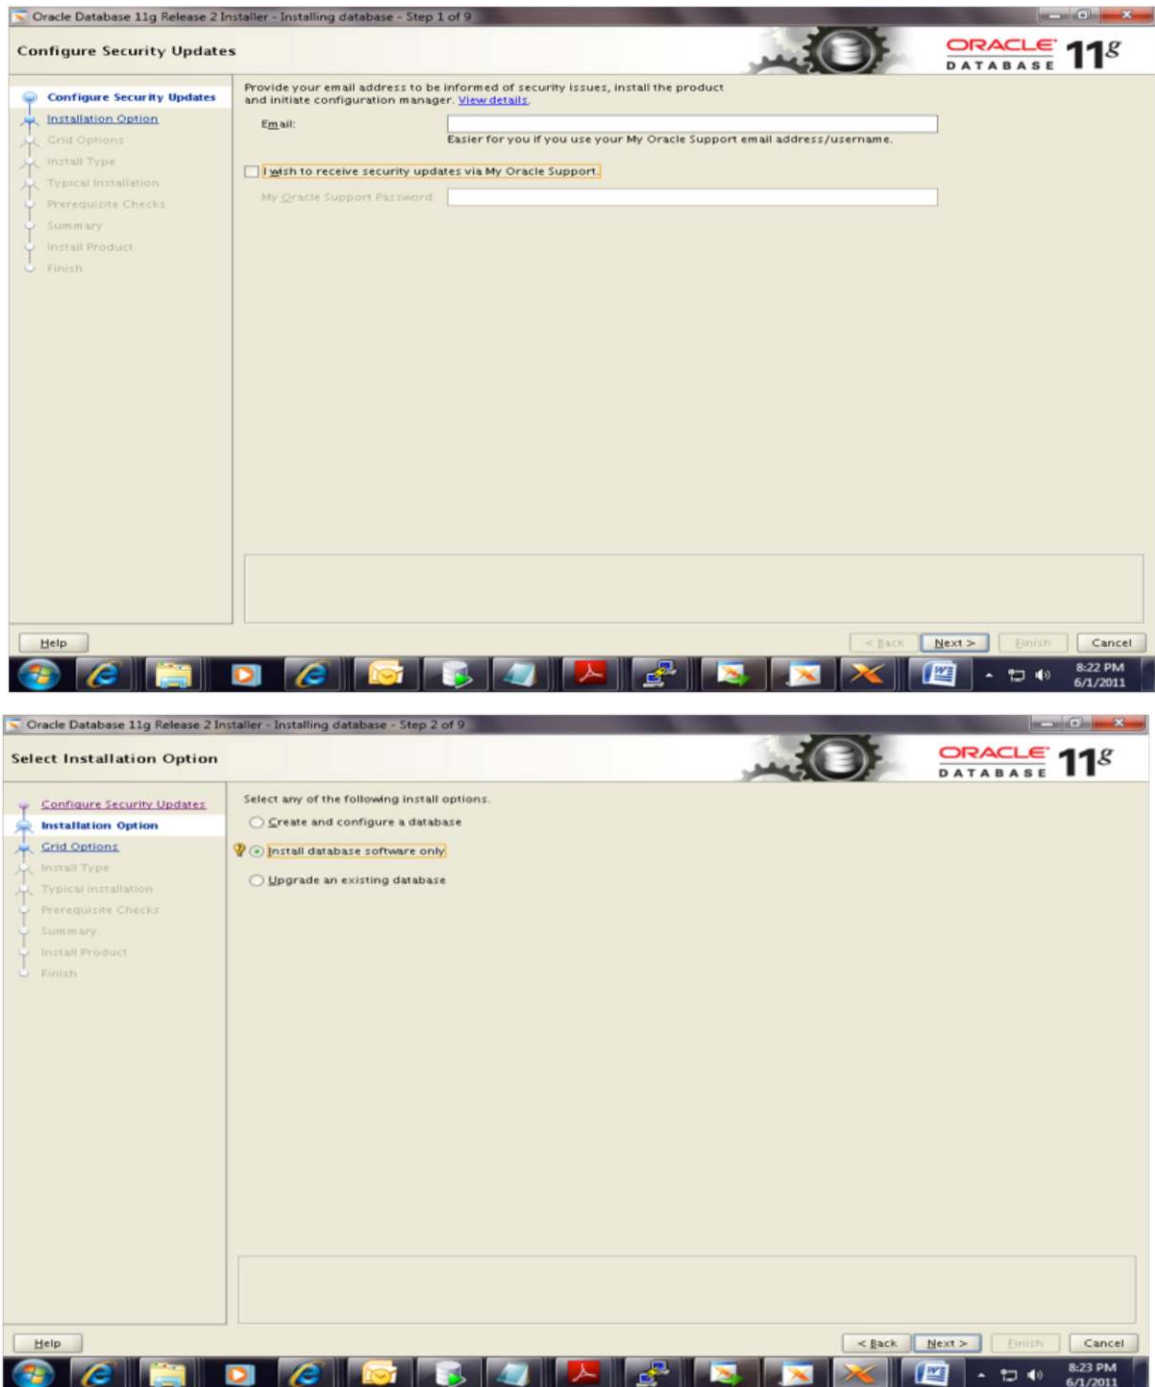 Oracle Database 11g Release 2 Installer - Installing database - Step 1 of 9
Configure Security Updates
ORACLE
DATABASE 11g
Configure Security Updates
Installation Option
Grid Options
Install Type
Typical Installation
Prerequisite Checks
Summary
Install Product
Finish
Provide your email address to be informed of security issues, install the product
and initiate configuration manager. View details.
Email:
Easier for you if you use your My Oracle Support email address/username.
I wish to receive security updates via My Oracle Support.
My Oracle Support Password:
Help
< Back
Next >
Finish
Cancel
8:22 PM
6/1/2011
Oracle Database 11g Release 2 Installer - Installing database - Step 2 of 9
Select Installation Option
ORACLE
DATABASE 11g
Configure Security Updates
Installation Option
Grid Options
Install Type
Typical Installation
Prerequisite Checks
Summary
Install Product
Finish
Select any of the following install options.
Create and configure a database
Install database software only
Upgrade an existing database
Help
< Back
Next >
Finish
Cancel
8:23 PM
6/1/2011